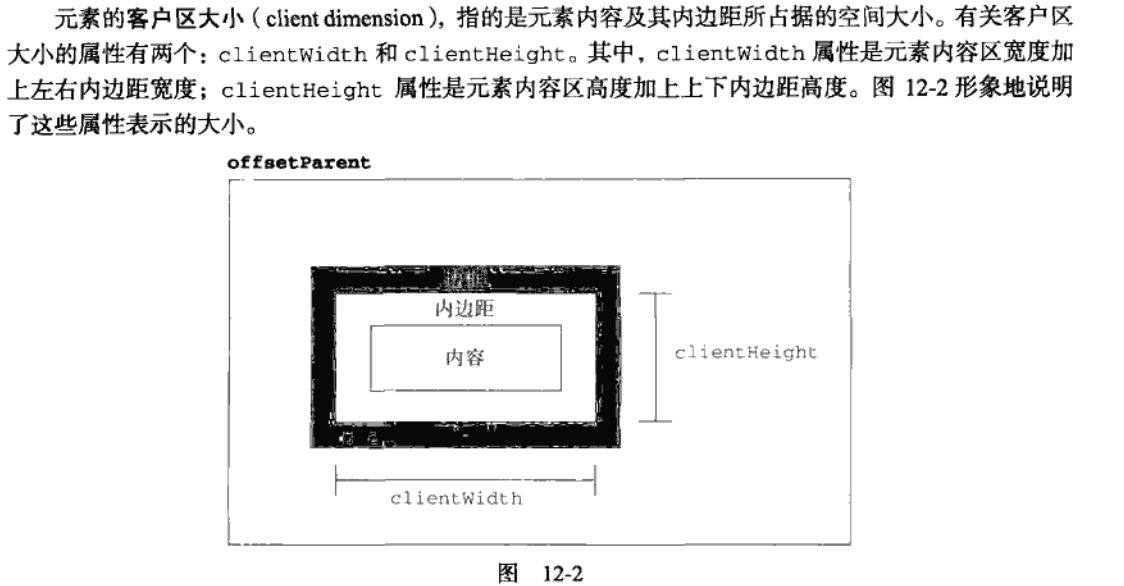 元素的客户区大小（client dimension），指的是元素内容及其内边距所占据的空间大小。有关客户区
大小的属性有两个：clientWidth 和 clientHeight。其中，clientWidth 属性是元素内容区宽度加
上左右内边距宽度；clientHeight 属性是元素内容区高度加上上下内边距高度。图 12-2 形象地说明
了这些属性表示的大小。
offsetParent
内边距
内容
clientHeight
clientWidth
图 12-2